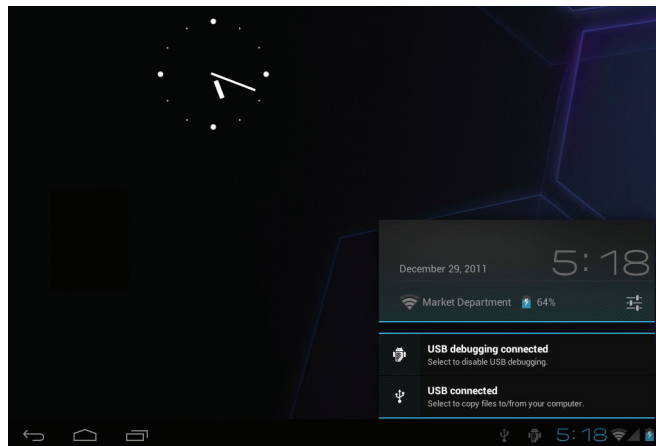 5:18
December 29, 2011
Market Department 64%
USB debugging connected
Select to disable USB debugging.
USB connected
Select to copy files to/from your computer.
5:18